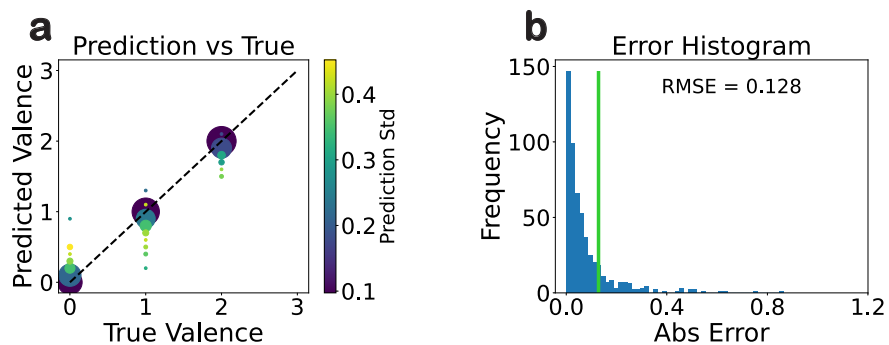 a
Prediction vs True
Predicted Valence
3
2
1
0
0 1 2 3
True Valence
0.4
0.3
0.2
0.1
Prediction Std
b
Error Histogram
RMSE = 0.128
Frequency
150
100
50
0
0.0 0.4 0.8 1.2
Abs Error